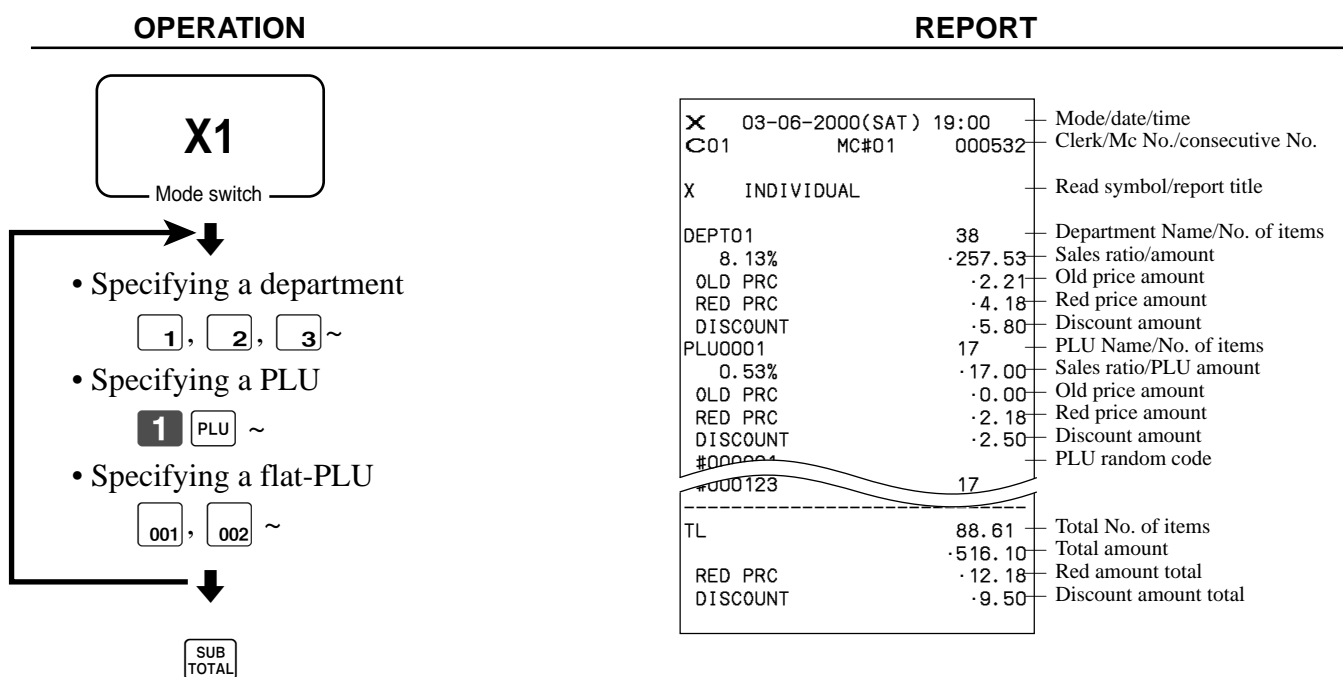 OPERATION
REPORT
X1
Mode switch
• Specifying a department
1, 2, 3 ~
• Specifying a PLU
1 PLU ~
• Specifying a flat-PLU
001, 002 ~
SUB
TOTAL
X 03-06-2000(SAT) 19:00 Mode/date/time
C01 MC#01 000532 Clerk/Mc No./consecutive No.
X INDIVIDUAL Read symbol/report title
DEPT01 38 Department Name/No. of items
8.13% ·257.53 Sales ratio/amount
OLD PRC ·2.21 Old price amount
RED PRC ·4.18 Red price amount
DISCOUNT ·5.80 Discount amount
PLU0001 17 PLU Name/No. of items
0.53% ·17.00 Sales ratio/PLU amount
OLD PRC ·0.00 Old price amount
RED PRC ·2.18 Red price amount
DISCOUNT ·2.50 Discount amount
#000001 PLU random code
#000123 17
TL 88.61 Total No. of items
·516.10 Total amount
RED PRC ·12.18 Red amount total
DISCOUNT ·9.50 Discount amount total